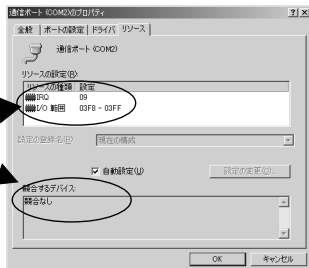 通信ポート (COM2)のプロパティ
全般 ポートの設定 ドライバ リソース
通信ポート (COM2)
リソースの設定(R):
リソースの種類 設定
IRQ 09
I/O 範囲 03F8 - 03FF
設定の登録名(B): 現在の構成
自動設定(U) 設定の変更(C)...
競合するデバイス:
競合なし
OK キャンセル